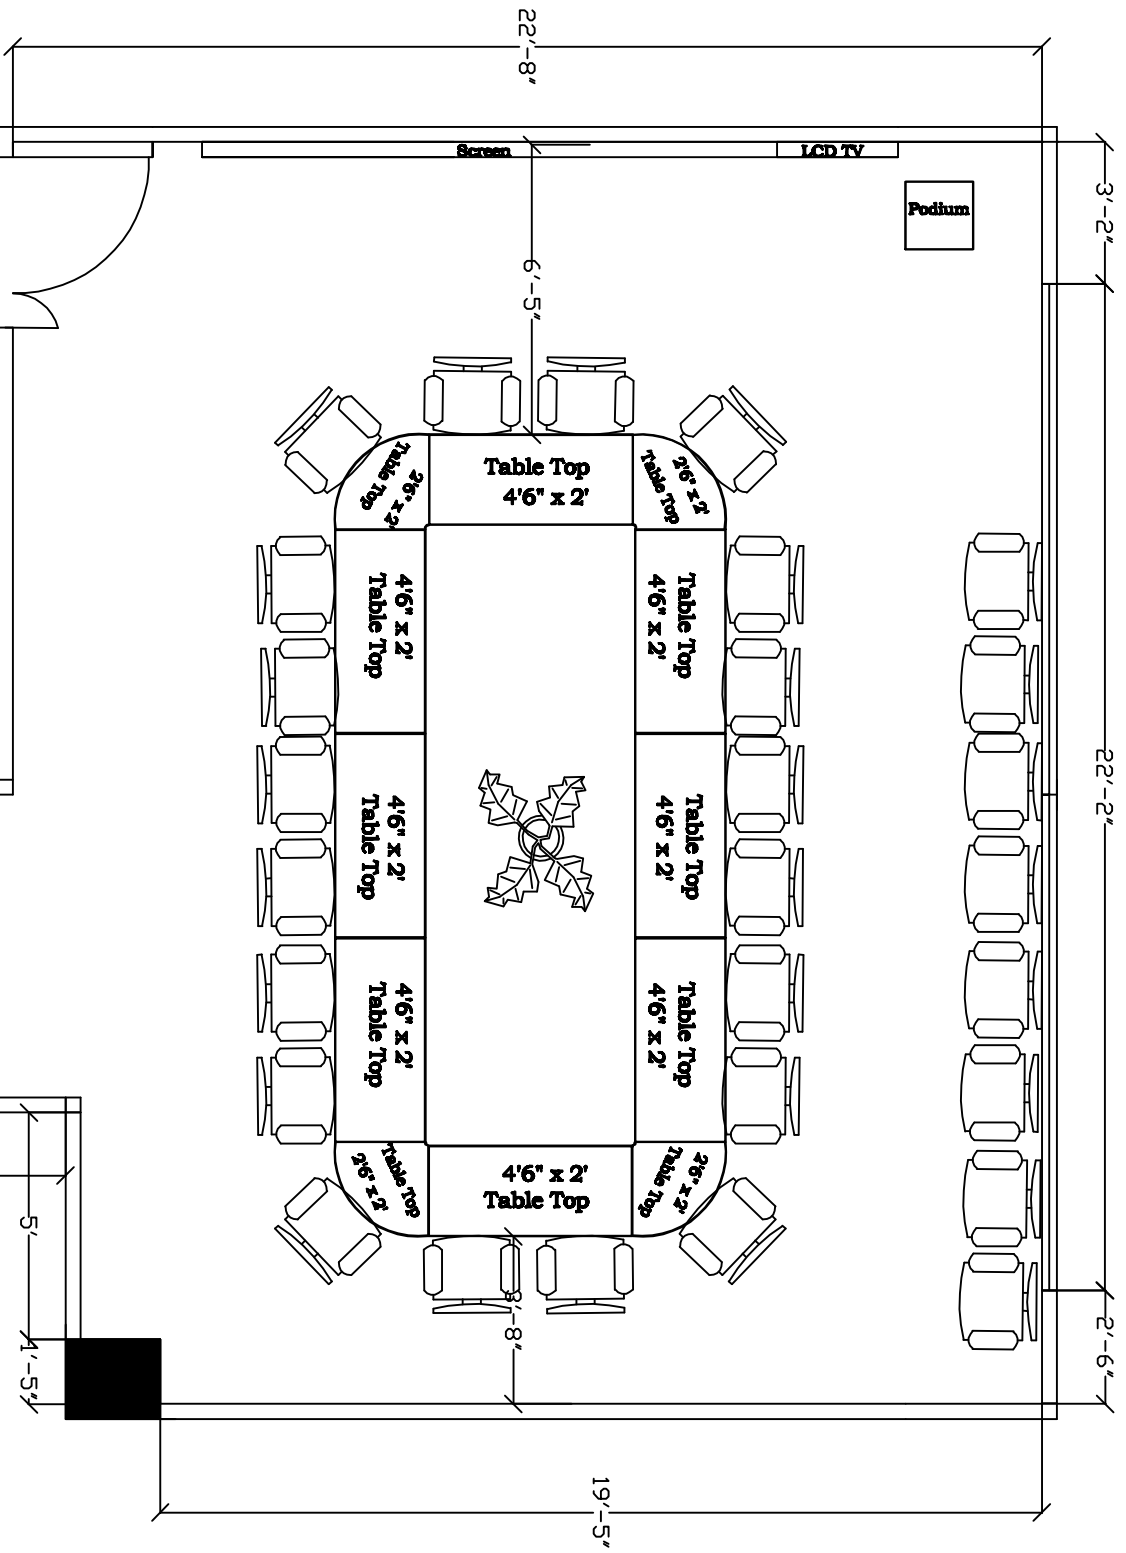 22'-8"
Screen
LCD TV
3'-2"
Podium
6'-5"
Table Top
2'6" x 2'
Table Top
4'6" x 2'
2'6" x 2'
Table Top
4'6" x 2'
Table Top
Table Top
4'6" x 2'
22'-2"
4'6" x 2'
Table Top
Table Top
4'6" x 2'
4'6" x 2'
Table Top
Table Top
4'6" x 2'
Table Top
2'6" x 2'
4'6" x 2'
Table Top
2'6" x 2'
Table Top
5'
3'-8"
2'-6"
1'-5"
19'-5"